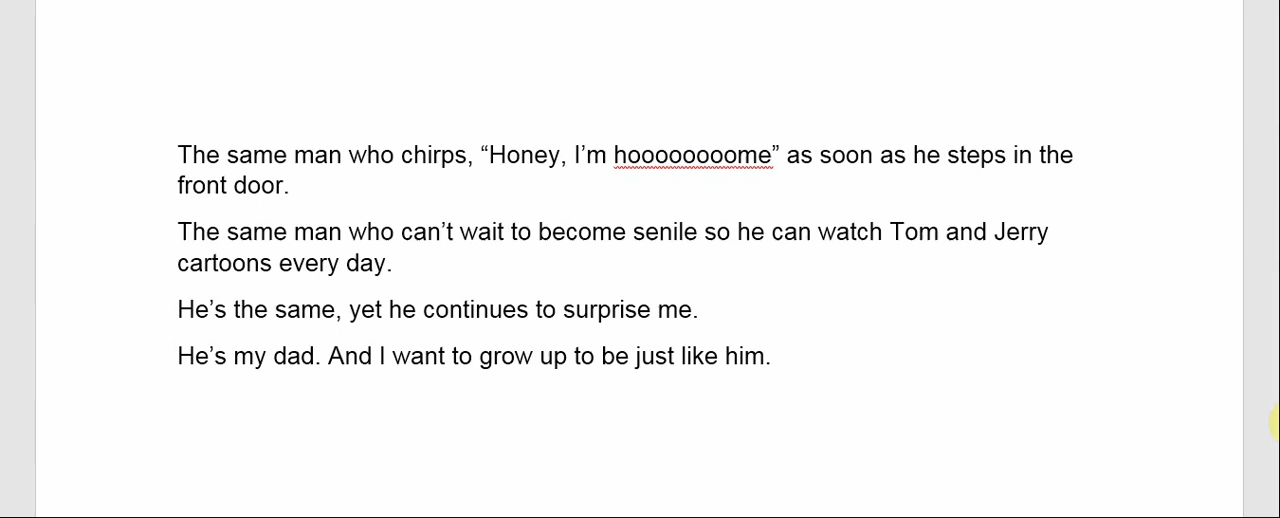 The same man who chirps, “Honey, I’m hooooooooome” as soon as he steps in the
front door.
The same man who can’t wait to become senile so he can watch Tom and Jerry
cartoons every day.
He’s the same, yet he continues to surprise me.
He’s my dad. And I want to grow up to be just like him.